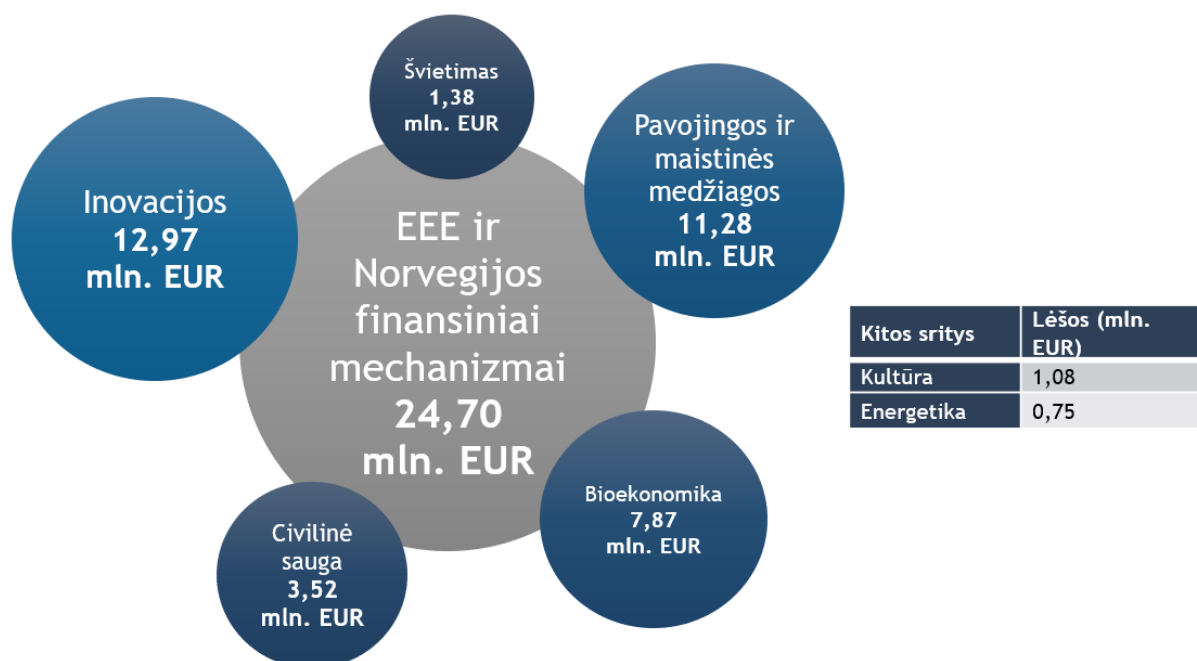 Švietimas
1,38
mln. EUR
Pavojingos ir
maistinės
medžiagos
11,28
mln. EUR
Inovacijos
12,97
mln. EUR
EEE ir
Norvegijos
finansiniai
mechanizmai
24,70
mln. EUR
Kitos sritys
Lėšos (mln.
EUR)
Kultūra
1,08
Energetika
0,75
Bioekonomika
7,87
mln. EUR
Civilinė
sauga
3,52
mln. EUR